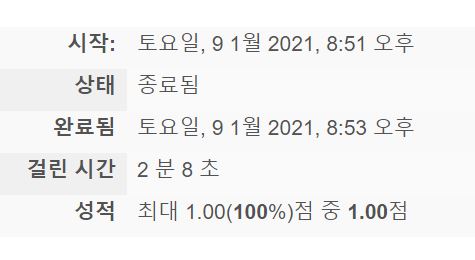 시작: 토요일, 9 1월 2021, 8:51 오후
상태 종료됨
완료됨 토요일, 9 1월 2021, 8:53 오후
걸린 시간 2 분 8 초
성적 최대 1.00(100%)점 중 1.00점